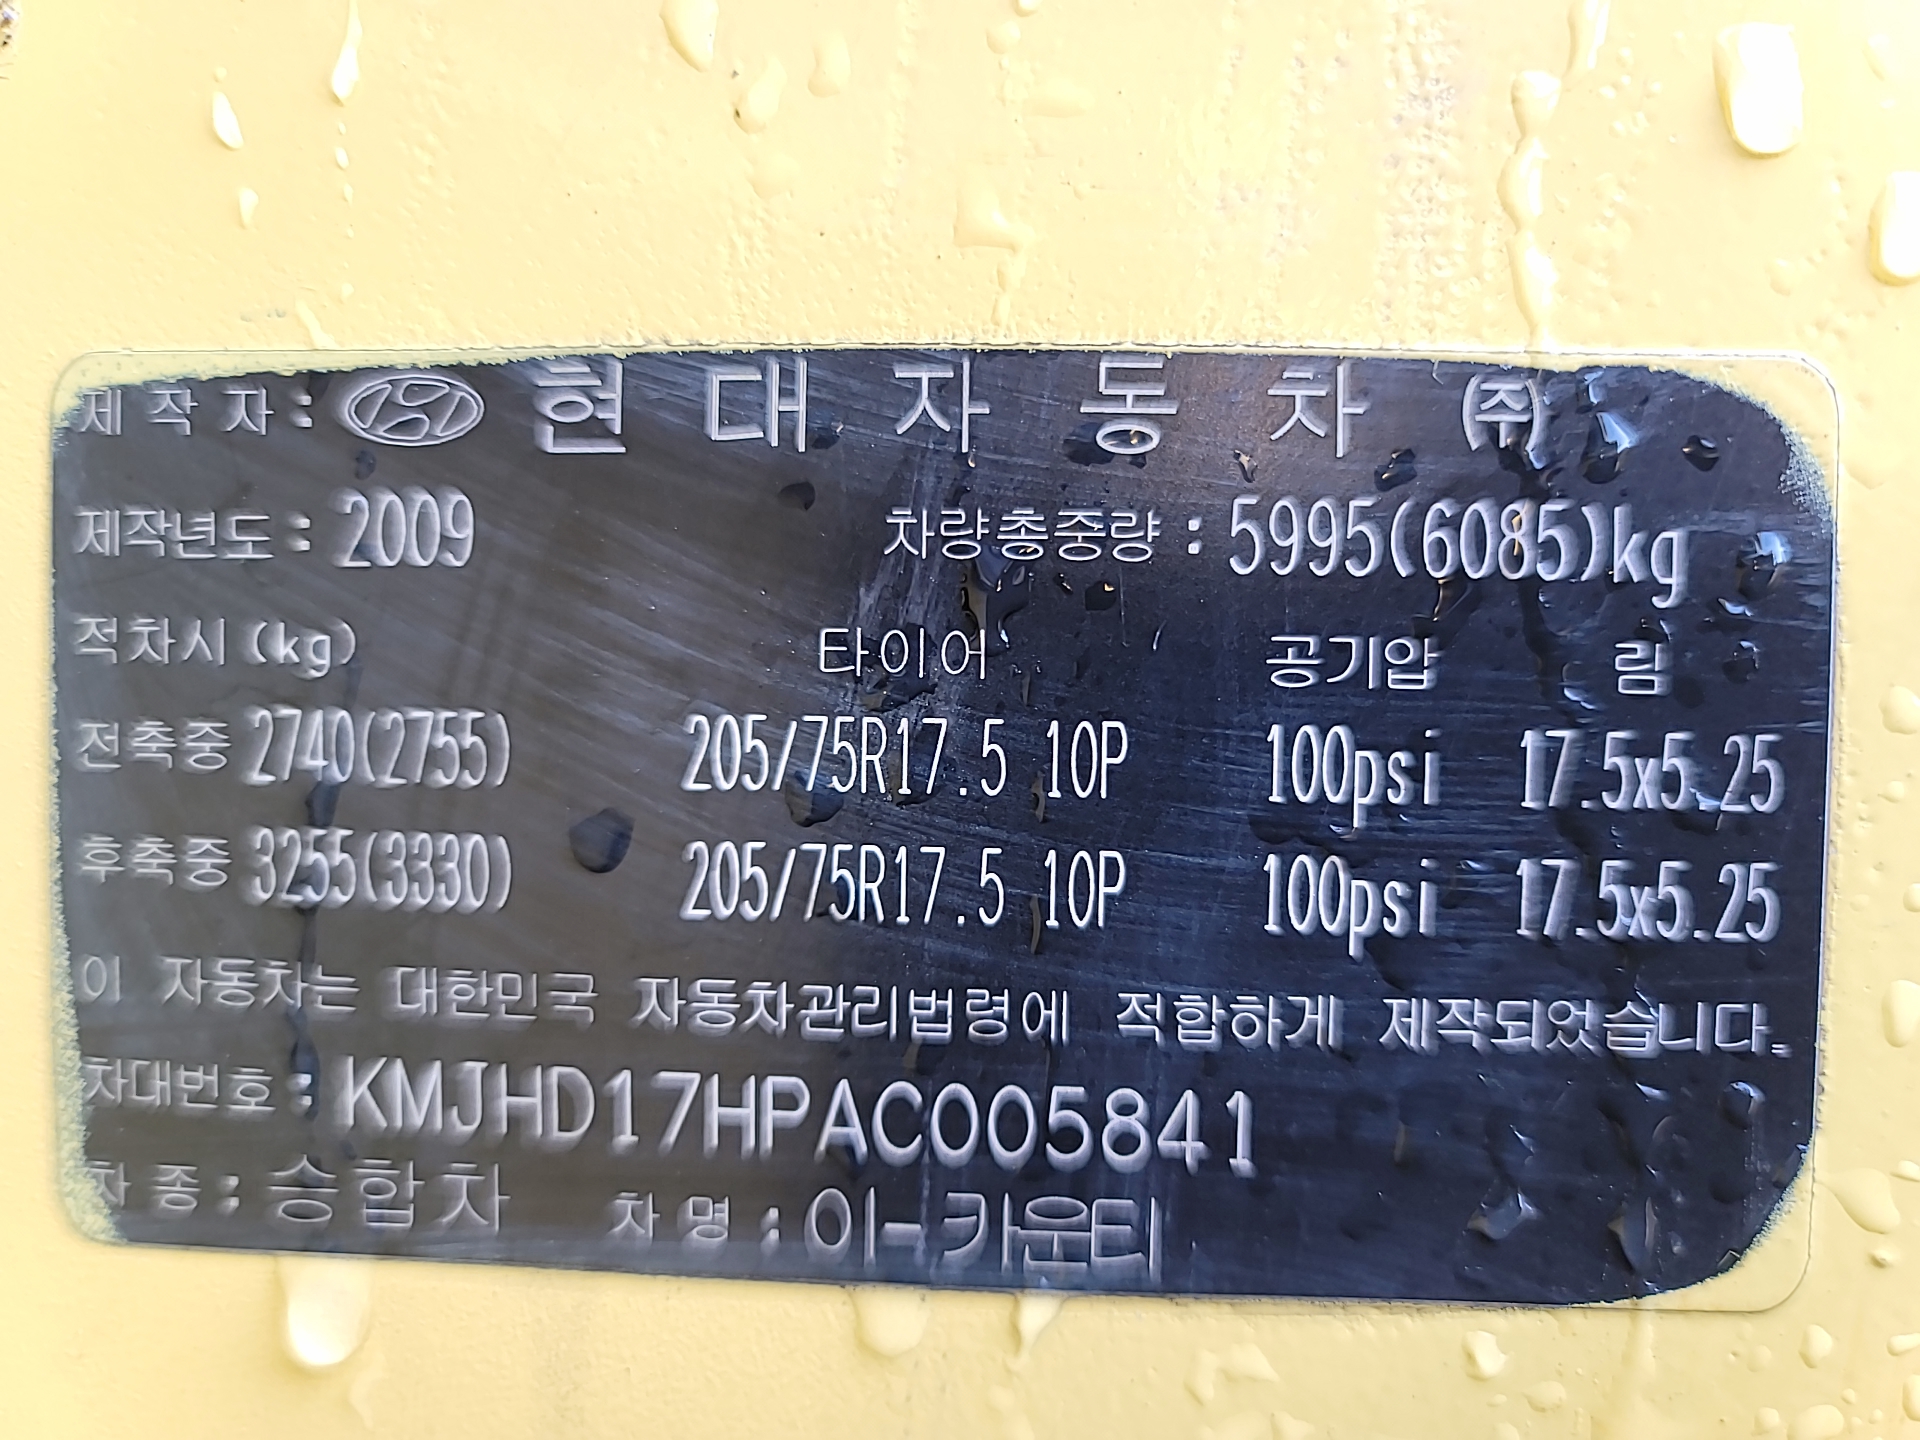 제 작 자 : 현 대 자 동 차 ㈜
제작년도 : 2009 차량총중량 : 5995(6085)kg
적차시(kg) 타이어 공기압 림
전축중 2740(2755) 205/75R17.5 10P 100psi 17.5x5.25
후축중 3255(3330) 205/75R17.5 10P 100psi 17.5x5.25
이 자동차는 대한민국 자동차관리법령에 적합하게 제작되었습니다.
차대번호 : KMJHD17HPAC005841
차 종 : 승합차 차 명 : 이-카운티